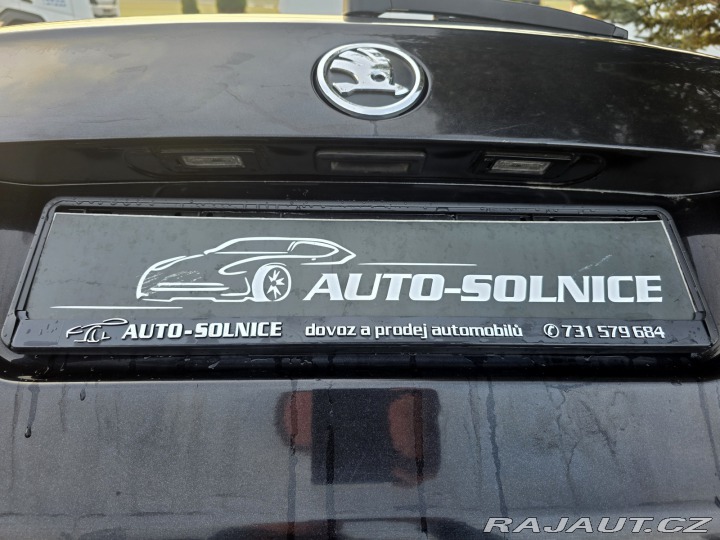 AUTO-SOLNICE
AUTO-SOLNICE dovoz a prodej automobilů ✆731 579 684
RAJAUT.CZ